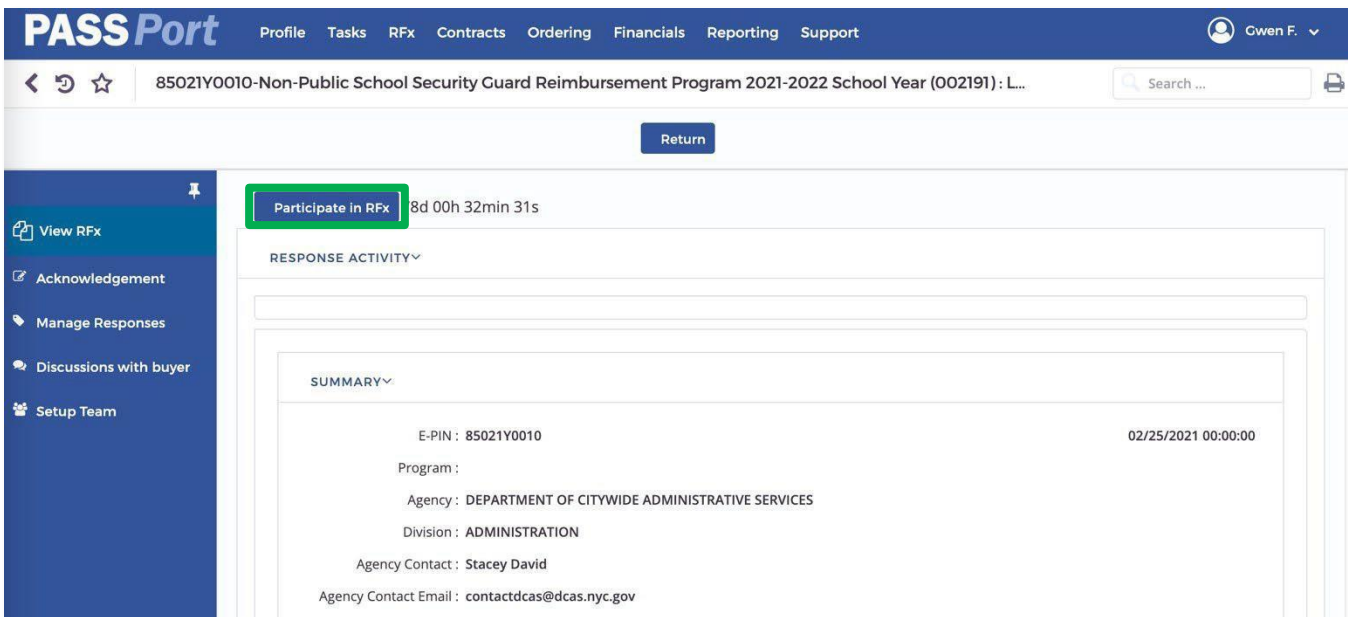 PASSPort Profile Tasks RFx Contracts Ordering Financials Reporting Support Gwen F.
85021Y0010-Non-Public School Security Guard Reimbursement Program 2021-2022 School Year (002191) : L... Search ...
Return
Participate in RFx 8d 00h 32min 31s
View RFx
RESPONSE ACTIVITY
Acknowledgement
Manage Responses
Discussions with buyer
SUMMARY
Setup Team
E-PIN : 85021Y0010 02/25/2021 00:00:00
Program :
Agency : DEPARTMENT OF CITYWIDE ADMINISTRATIVE SERVICES
Division : ADMINISTRATION
Agency Contact : Stacey David
Agency Contact Email : contactdcas@dcas.nyc.gov